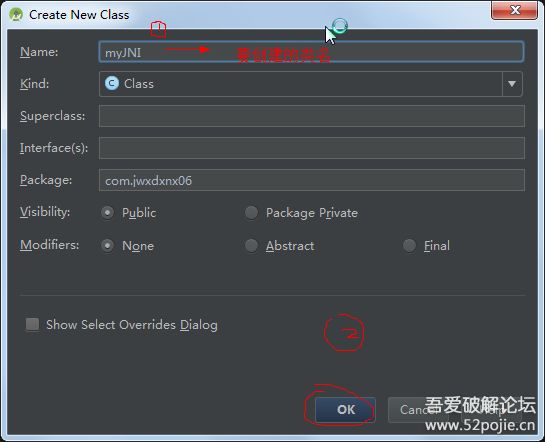 Create New Class
1
Name: myJNI 要创建的类名
Kind: C Class
Superclass:
Interface(s):
Package: com.jwxdxnx06
Visibility: Public Package Private
Modifiers: None Abstract Final
Show Select Overrides Dialog
2
OK Cancel Help
吾爱破解论坛
www.52pojie.cn